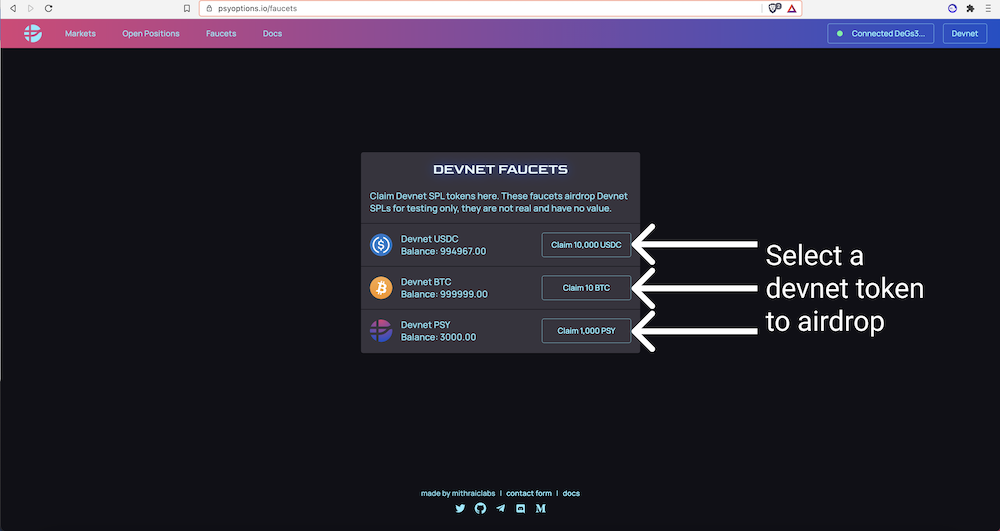 psyoptions.io/faucets
Markets
Open Positions
Faucets
Docs
Connected DeGs3...
Devnet
DEVNET FAUCETS
Claim Devnet SPL tokens here. These faucets airdrop Devnet
SPLs for testing only, they are not real and have no value.
Devnet USDC
Balance: 994967.00
Claim 10,000 USDC
Devnet BTC
Balance: 999999.00
Claim 10 BTC
Devnet PSY
Balance: 3000.00
Claim 1,000 PSY
Select a
devnet token
to airdrop
made by mithraiclabs | contact form | docs